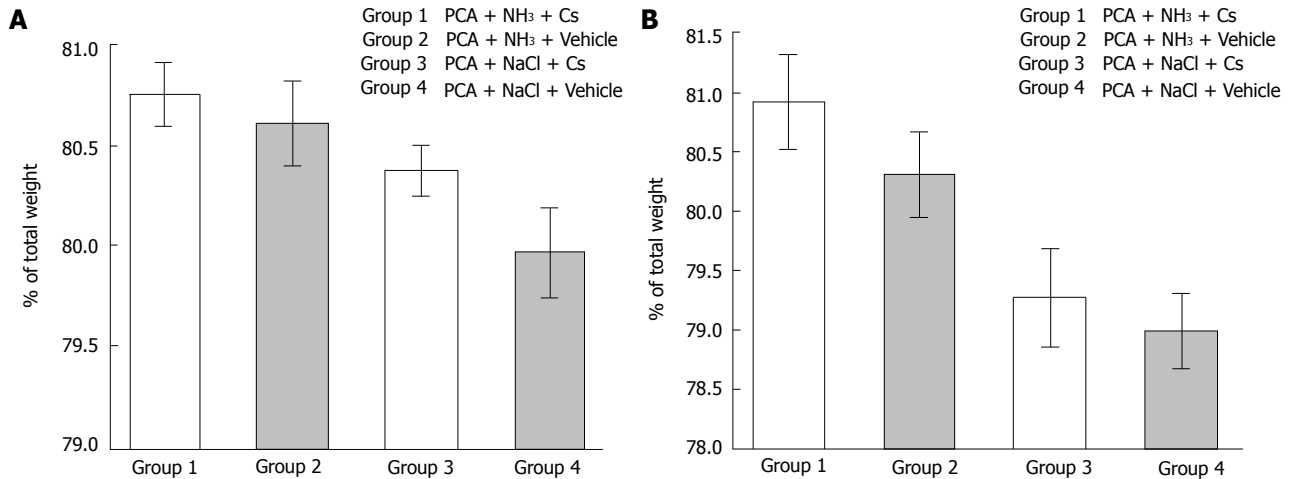 A
Group 1 PCA + NH3 + Cs
Group 2 PCA + NH3 + Vehicle
Group 3 PCA + NaCl + Cs
Group 4 PCA + NaCl + Vehicle
81.0
80.5
80.0
79.5
79.0
% of total weight
Group 1 Group 2 Group 3 Group 4
B
Group 1 PCA + NH3 + Cs
Group 2 PCA + NH3 + Vehicle
Group 3 PCA + NaCl + Cs
Group 4 PCA + NaCl + Vehicle
81.5
81.0
80.5
80.0
79.5
79.0
78.5
78.0
% of total weight
Group 1 Group 2 Group 3 Group 4